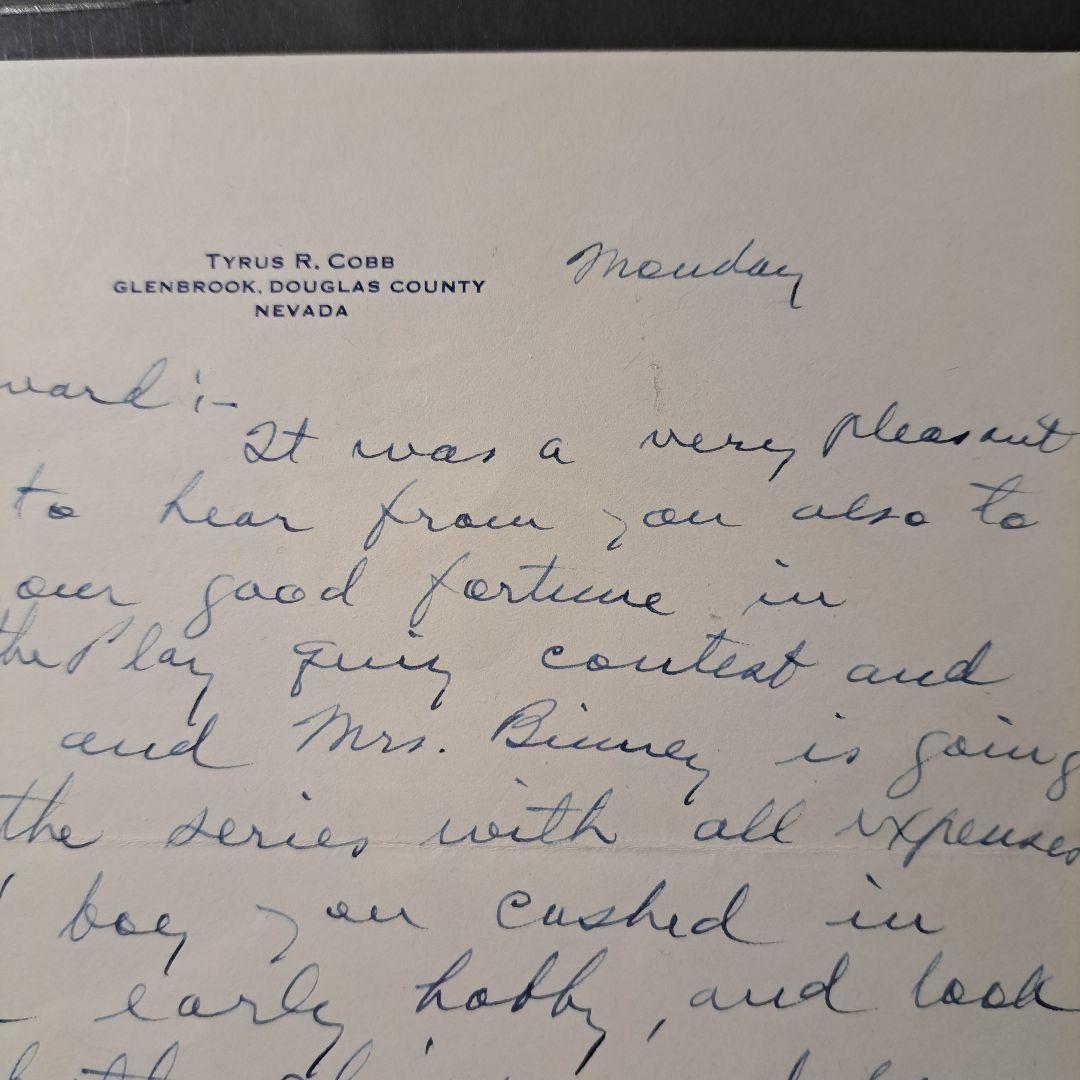 TYRUS R. COBB
GLENBROOK, DOUGLAS COUNTY
NEVADA
Monday
ward :-
It was a very pleasant
to hear from you also to
our good fortune in
the Play quiz contest and
and Mrs. Binney is going
the series with all expenses
boy you cashed in
early hobby, and look